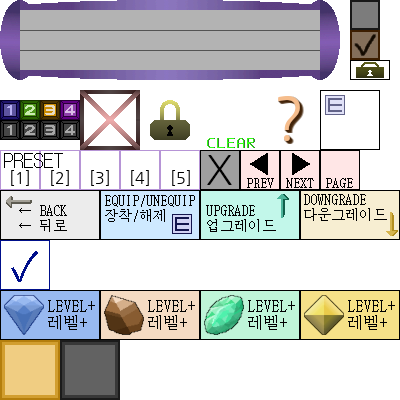 1 2 3 4
1 2 3 4
CLEAR
?
E
PRESET
[1] [2] [3] [4] [5]
X
PREV
NEXT
PAGE
BACK
뒤로
EQUIP/UNEQUIP
장착/해제
E
UPGRADE
업그레이드
DOWNGRADE
다운그레이드
LEVEL+
레벨+
LEVEL+
레벨+
LEVEL+
레벨+
LEVEL+
레벨+